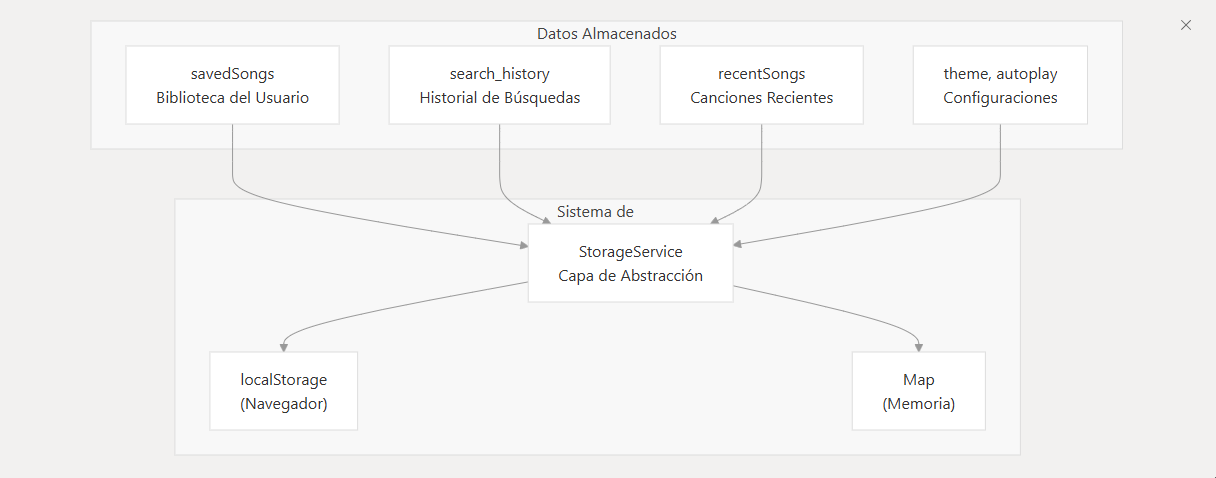 Datos Almacenados
savedSongs
Biblioteca del Usuario
search_history
Historial de Búsquedas
recentSongs
Canciones Recientes
theme, autoplay
Configuraciones
Sistema de
StorageService
Capa de Abstracción
localStorage
(Navegador)
Map
(Memoria)